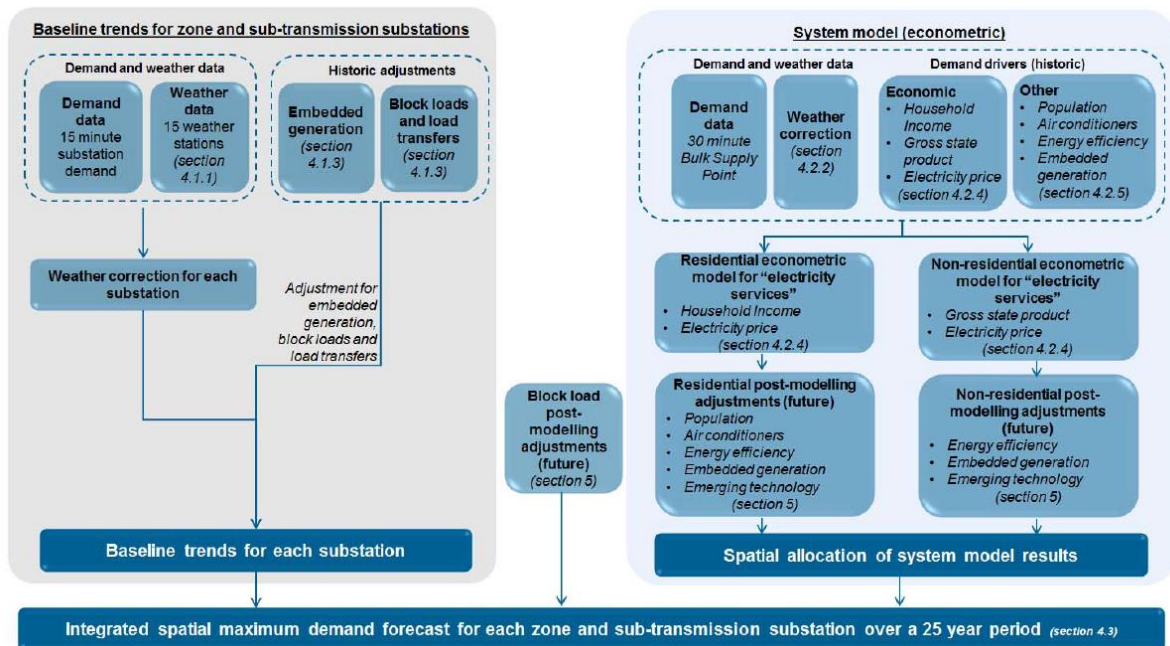 Baseline trends for zone and sub-transmission substations
Demand and weather data
Demand
data
15 minute
substation
demand
Weather
data
15 weather
stations
(section
4.1.1)
Historic adjustments
Embedded
generation
(section
4.1.3)
Block loads
and load
transfers
(section
4.1.3)
Weather correction for each
substation
Adjustment for
embedded
generation,
block loads and
load transfers
Baseline trends for each substation
Block load
post-
modelling
adjustments
(future)
(section 5)
System model (econometric)
Demand and weather data
Demand
data
30 minute
Bulk Supply
Point
Weather
correction
(section
4.2.2)
Demand drivers (historic)
Economic
• Household
Income
• Gross state
product
• Electricity price
(section 4.2.4)
Other
• Population
• Air conditioners
• Energy efficiency
• Embedded
generation
(section 4.2.5)
Residential econometric
model for “electricity
services”
• Household Income
• Electricity price
(section 4.2.4)
Non-residential econometric
model for “electricity
services”
• Gross state product
• Electricity price
(section 4.2.4)
Residential post-modelling
adjustments (future)
• Population
• Air conditioners
• Energy efficiency
• Embedded generation
• Emerging technology
(section 5)
Non-residential post-
modelling adjustments
(future)
• Energy efficiency
• Embedded generation
• Emerging technology
(section 5)
Spatial allocation of system model results
Integrated spatial maximum demand forecast for each zone and sub-transmission substation over a 25 year period (section 4.3)